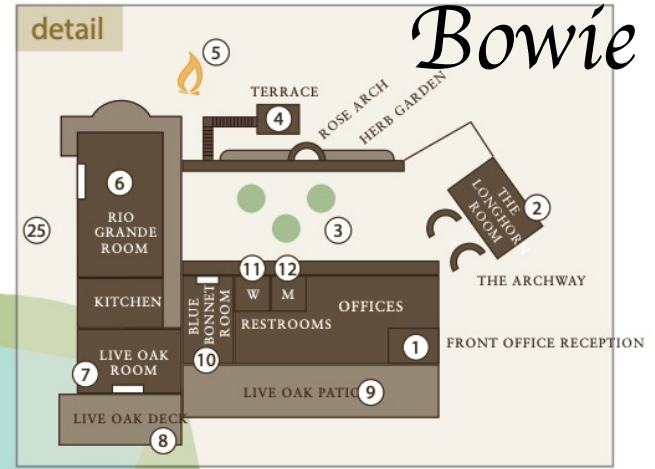 detail
Bowie
5
TERRACE
4
ROSE ARCH
HERB GARDEN
6
RIO
GRANDE
ROOM
25
3
THE
LONGHOR
ROOM
2
THE ARCHWAY
11
12
W
M
KITCHEN
BLUE
BONNET
ROOM
10
RESTROOMS
OFFICES
1
FRONT OFFICE RECEPTION
LIVE OAK
ROOM
7
LIVE OAK PATIO
9
LIVE OAK DECK
8